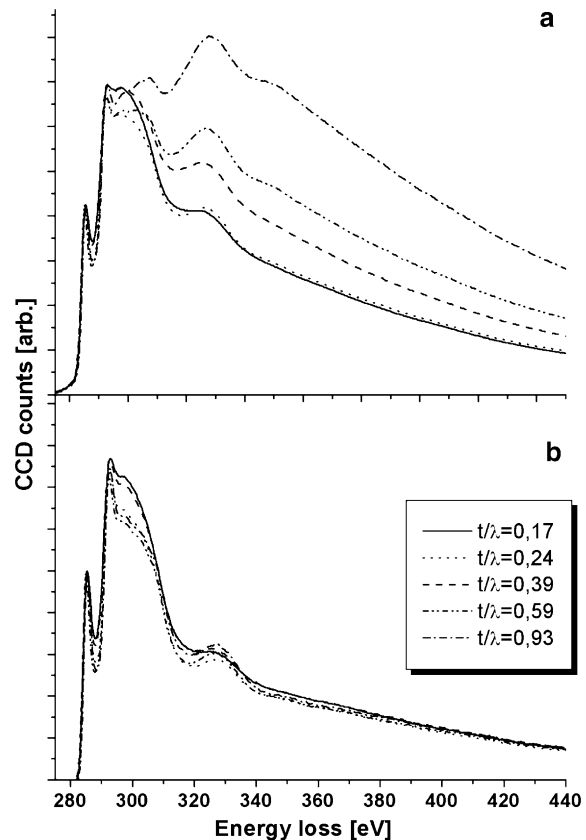 a
CCD counts [arb.]
b
t/λ=0,17
t/λ=0,24
t/λ=0,39
t/λ=0,59
t/λ=0,93
280 300 320 340 360 380 400 420 440
Energy loss [eV]